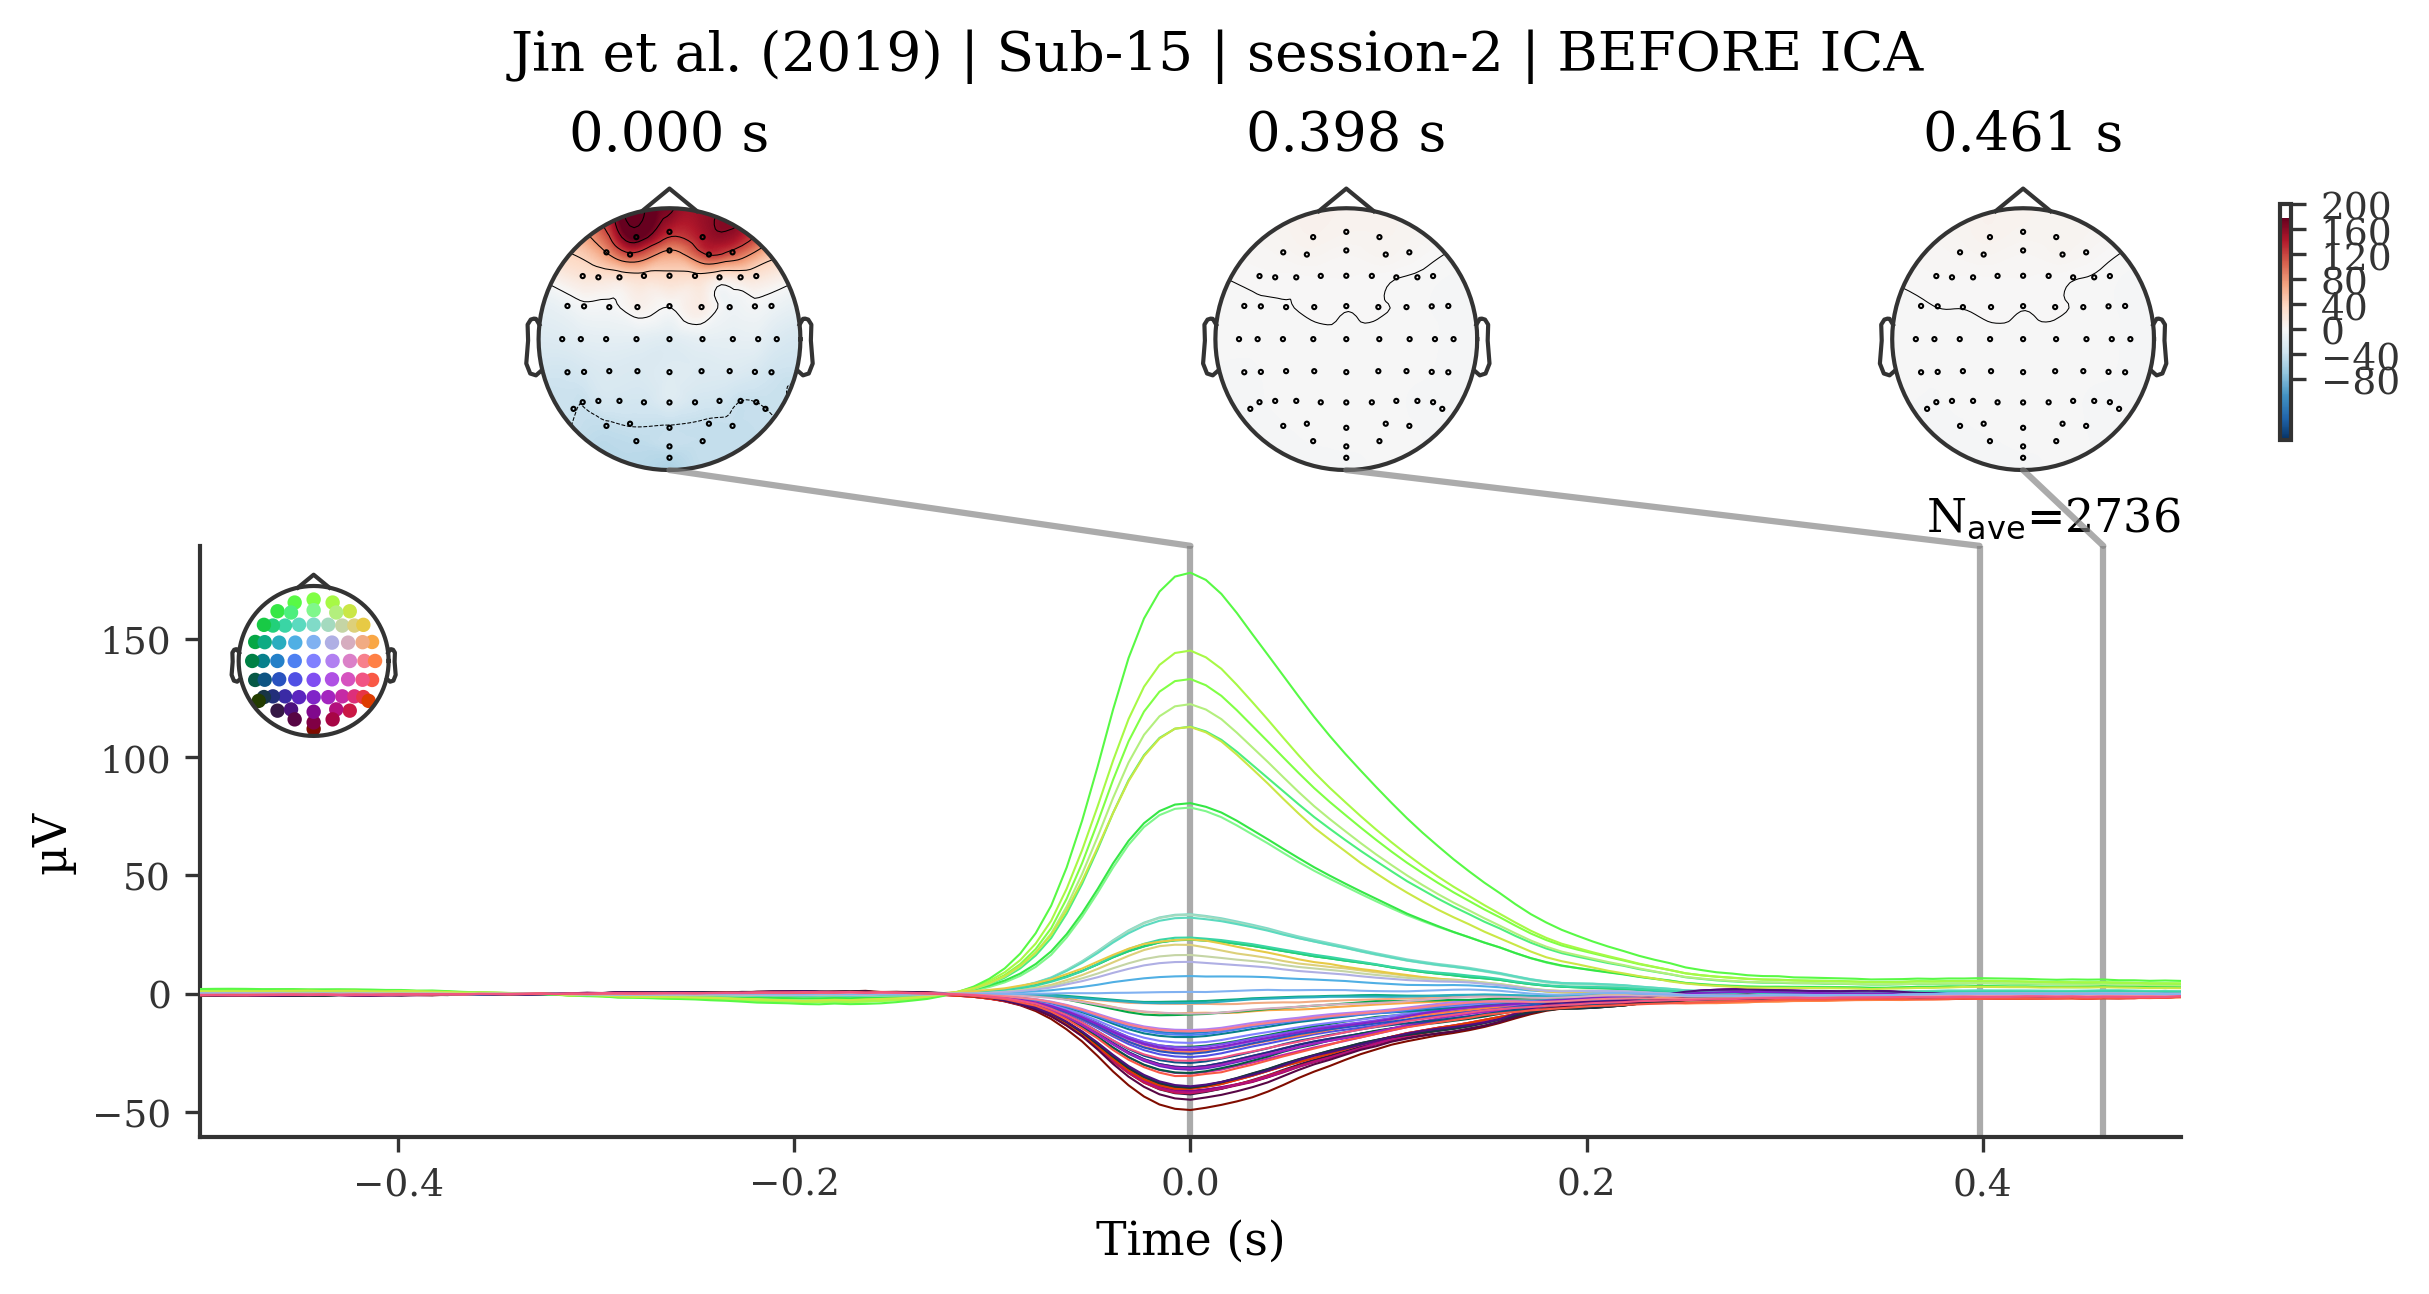 Jin et al. (2019) | Sub-15 | session-2 | BEFORE ICA
0.000 s
0.398 s
0.461 s
200
160
120
80
40
0
−40
−80
Nave=2736
150
100
50
0
−50
µV
−0.4
−0.2
0.0
0.2
0.4
Time (s)